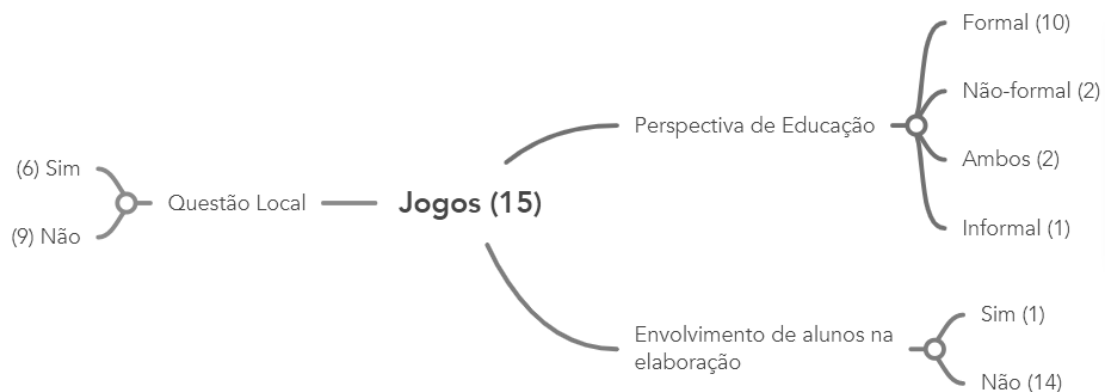 Formal (10)
Não-formal (2)
Perspectiva de Educação
Ambos (2)
Informal (1)
(6) Sim
Questão Local
Jogos (15)
(9) Não
Envolvimento de alunos na
elaboração
Sim (1)
Não (14)